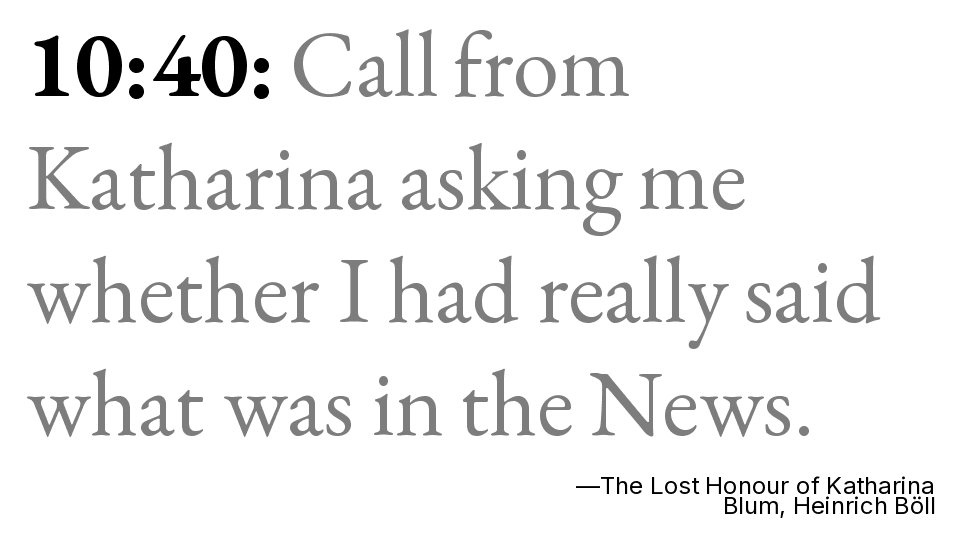 10:40: Call from
Katharina asking me
whether I had really said
what was in the News.
—The Lost Honour of Katharina
Blum, Heinrich Böll